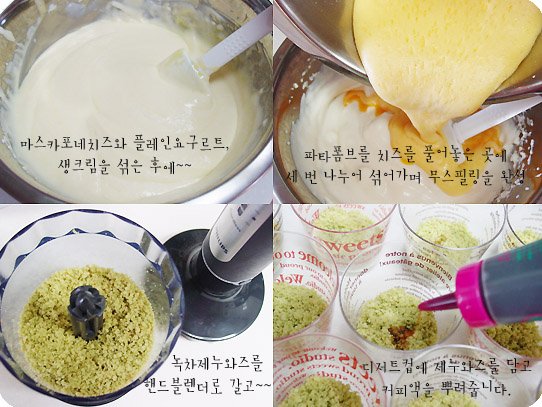 마스카포네치즈와 플레인요구르트,
생크림을 섞은 후에~~
파타폼브를 치즈를 풀어놓은 곳에
세 번 나누어 섞어가며 무스필링을 완성
녹차제누와즈를
핸드블렌더로 갈고~~
디저트컵에 제누와즈를 담고
커피액을 뿌려줍니다.
sweets